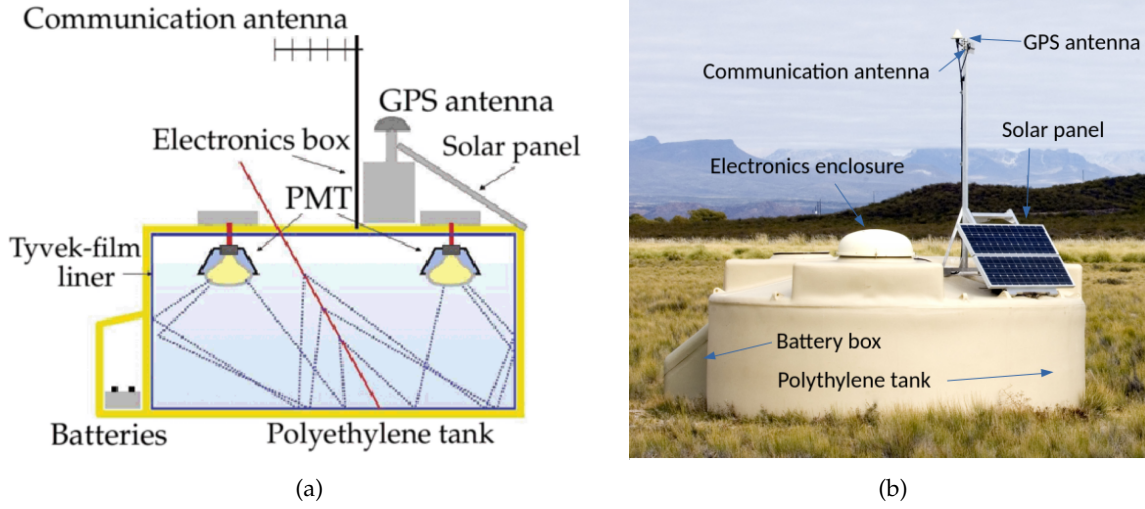 Communication antenna
GPS antenna
Electronics box
Solar panel
PMT
Tyvek-film
liner
Batteries
Polyethylene tank
(a)
GPS antenna
Communication antenna
Solar panel
Electronics enclosure
Battery box
Polythylene tank
(b)